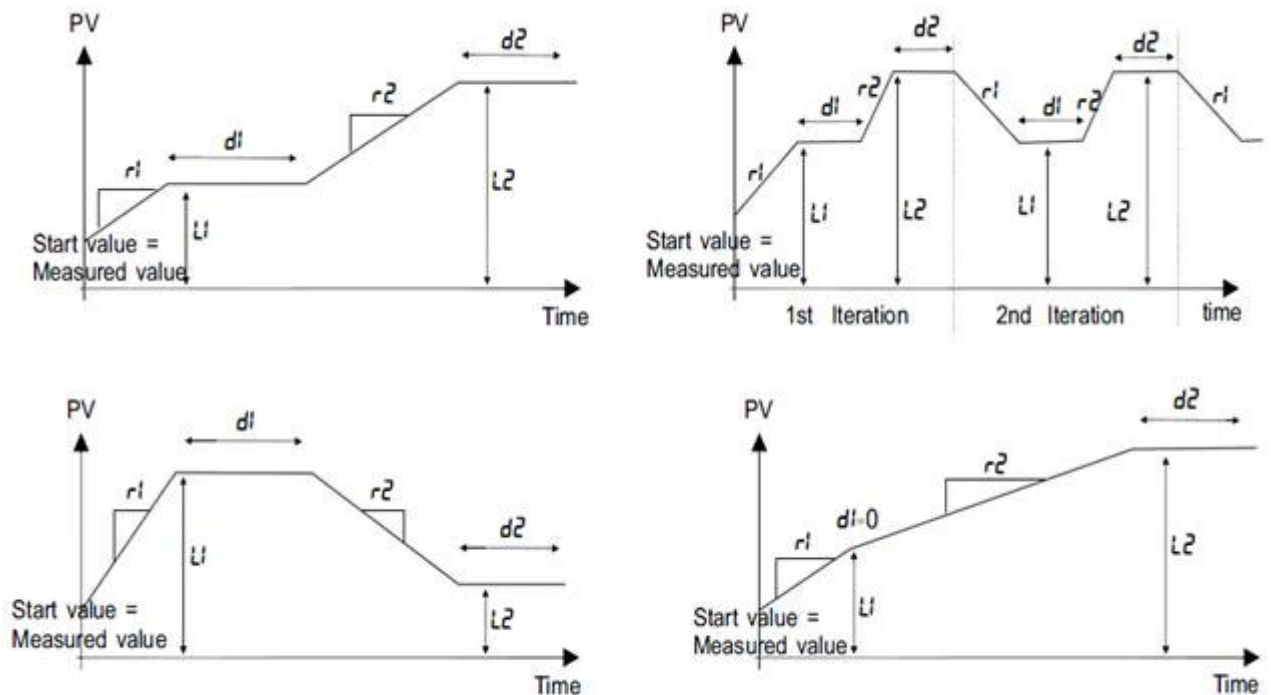 PV
d2
r2
d1
r1
L1
L2
Start value =
Measured value
Time
PV
d2
d2
r1
d1
r2
r1
d1
r2
r1
L1
L2
L1
L2
Start value =
Measured value
1st Iteration
2nd Iteration
time
PV
d1
r1
r2
d2
L1
L2
Start value =
Measured value
Time
PV
d2
r2
d1=0
r1
L1
L2
Start value =
Measured value
Time